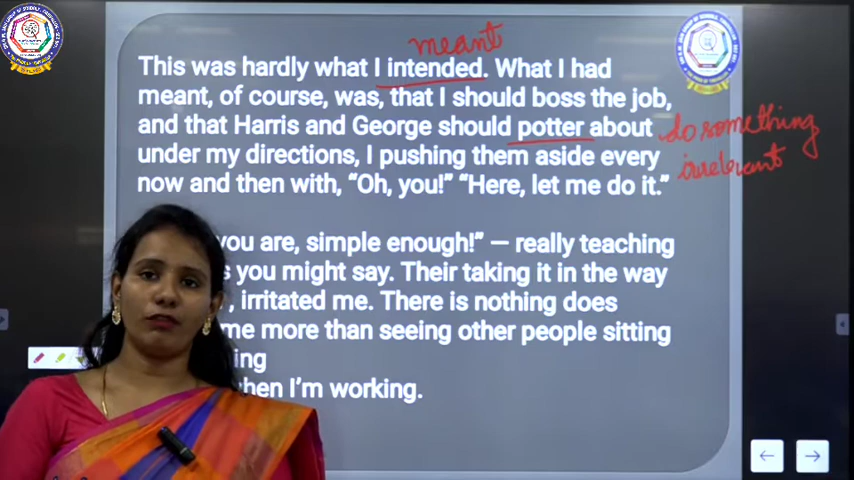 meant
This was hardly what I intended. What I had
meant, of course, was, that I should boss the job,
and that Harris and George should potter about
do something
under my directions, I pushing them aside every
irrelevant
now and then with, “Oh, you!” “Here, let me do it.”
you are, simple enough!” — really teaching
s you might say. Their taking it in the way
, irritated me. There is nothing does
me more than seeing other people sitting
ing
hen I’m working.